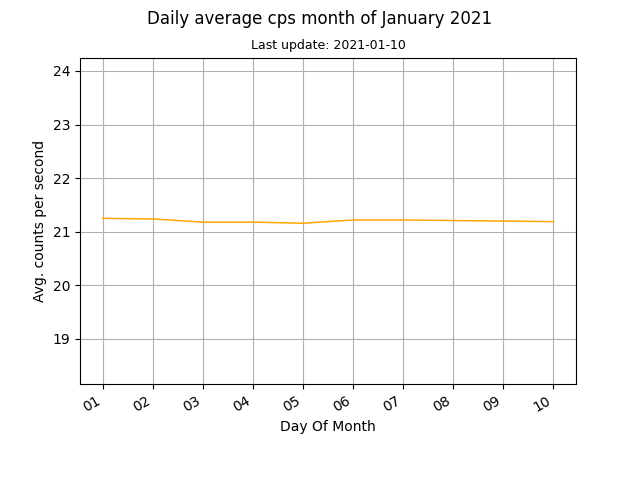 Daily average cps month of January 2021
Last update: 2021-01-10
24
23
22
21
20
19
Avg. counts per second
01 02 03 04 05 06 07 08 09 10
Day Of Month